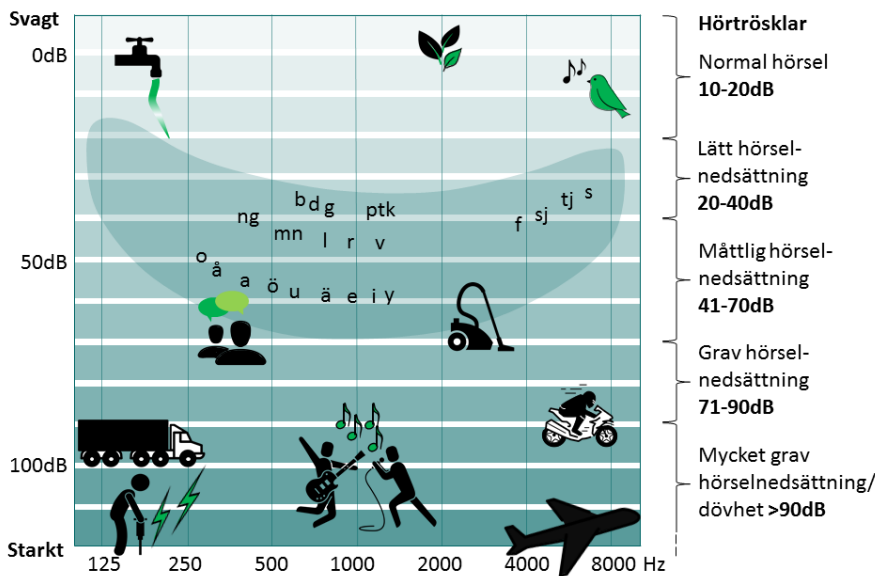 Svagt
0dB
50dB
100dB
Starkt
b d g
ptk
ng
mn
l r v
f sj tj s
o å a ö u ä e i y
125 250 500 1000 2000 4000 8000 Hz
Hörtrösklar
Normal hörsel
10-20dB
Lätt hörsel-
nedsättning
20-40dB
Måttlig hörsel-
nedsättning
41-70dB
Grav hörsel-
nedsättning
71-90dB
Mycket grav
hörselnedsättning/
dövhet >90dB